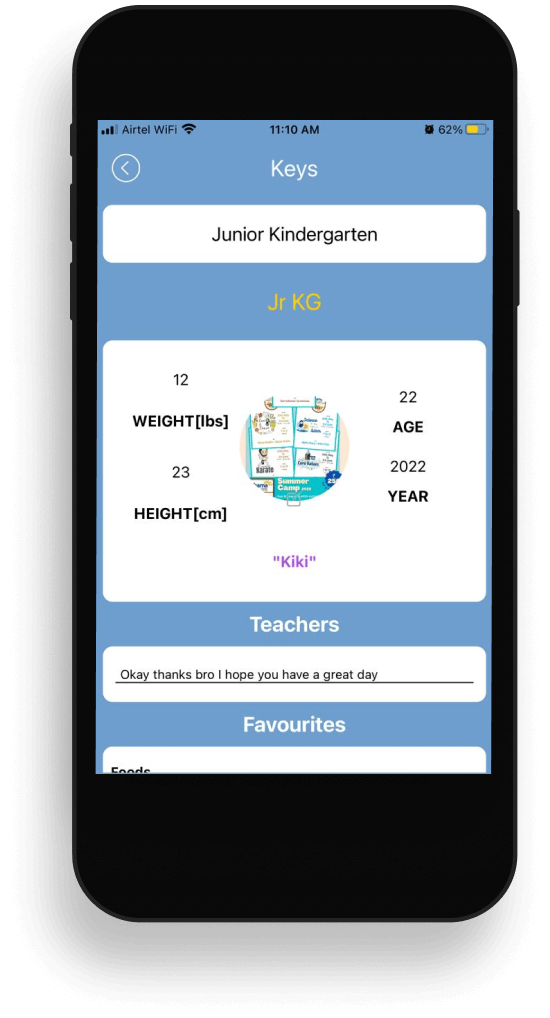 Airtel WiFi 11:10 AM 62%
Keys
Junior Kindergarten
Jr KG
12
WEIGHT[lbs]
23
HEIGHT[cm]
22
AGE
2022
YEAR
Karate
Summer
Camp
25
"Kiki"
Teachers
Okay thanks bro I hope you have a great day
Favourites
Foods